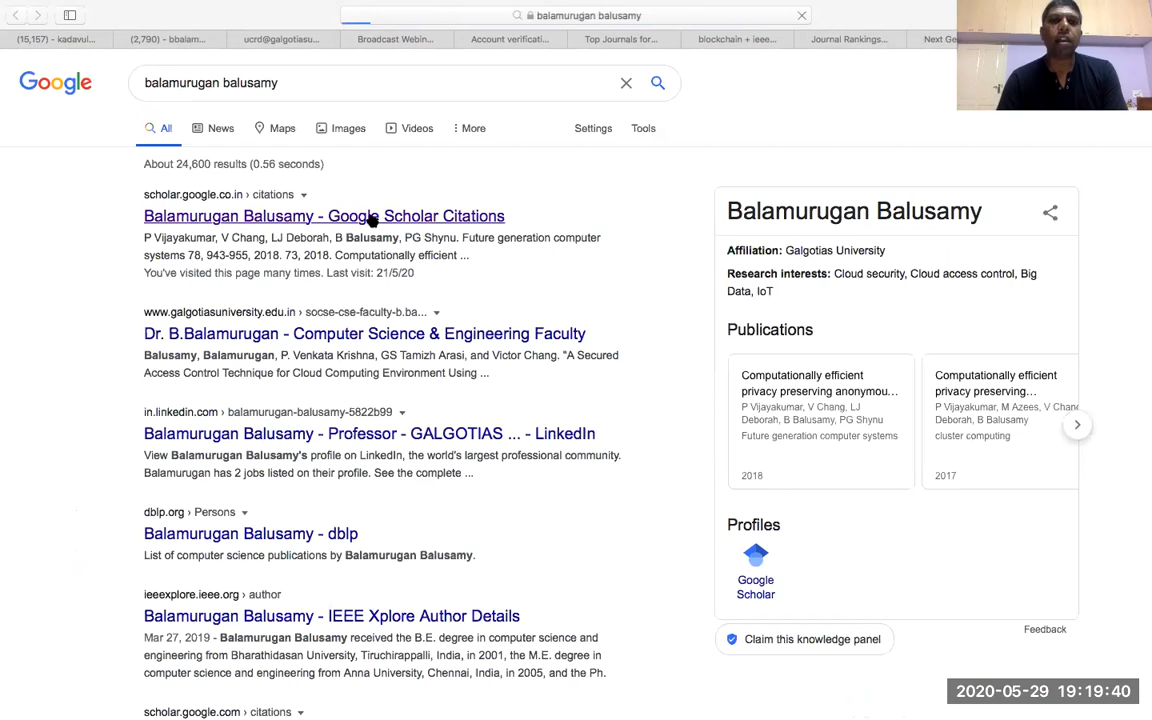 balamurugan balusamy
(15,157) - kadavul...
(2,790) - bbalam...
ucrd@galgotiasu...
Broadcast Webin...
Account verificati...
Top Journals for...
blockchain + ieee...
Journal Rankings...
Next Ge
Google
balamurugan balusamy
All
News
Maps
Images
Videos
More
Settings
Tools
About 24,600 results (0.56 seconds)
scholar.google.co.in › citations
Balamurugan Balusamy - Google Scholar Citations
P Vijayakumar, V Chang, LJ Deborah, B Balusamy, PG Shynu. Future generation computer
systems 78, 943-955, 2018. 73, 2018. Computationally efficient ...
You've visited this page many times. Last visit: 21/5/20
www.galgotiasuniversity.edu.in › socse-cse-faculty-b.ba...
Dr. B.Balamurugan - Computer Science & Engineering Faculty
Balusamy, Balamurugan, P. Venkata Krishna, GS Tamizh Arasi, and Victor Chang. "A Secured
Access Control Technique for Cloud Computing Environment Using ...
in.linkedin.com › balamurugan-balusamy-5822b99
Balamurugan Balusamy - Professor - GALGOTIAS ... - LinkedIn
View Balamurugan Balusamy's profile on LinkedIn, the world's largest professional community.
Balamurugan has 2 jobs listed on their profile. See the complete ...
dblp.org › Persons
Balamurugan Balusamy - dblp
List of computer science publications by Balamurugan Balusamy.
ieeexplore.ieee.org › author
Balamurugan Balusamy - IEEE Xplore Author Details
Mar 27, 2019 - Balamurugan Balusamy received the B.E. degree in computer science and
engineering from Bharathidasan University, Tiruchirappalli, India, in 2001, the M.E. degree in
computer science and engineering from Anna University, Chennai, India, in 2005, and the Ph.
scholar.google.com › citations
Balamurugan Balusamy
Affiliation: Galgotias University
Research interests: Cloud security, Cloud access control, Big
Data, IoT
Publications
Computationally efficient
privacy preserving anonymou...
P Vijayakumar, V Chang, LJ
Deborah, B Balusamy, PG Shynu
Future generation computer systems
2018
Computationally efficient
privacy preserving...
P Vijayakumar, M Azees, V Chang
Deborah, B Balusamy
cluster computing
2017
Profiles
Google
Scholar
Feedback
Claim this knowledge panel
2020-05-29 19:19:40